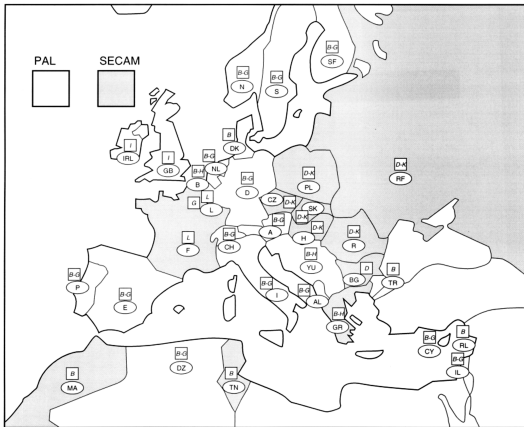 PAL SECAM
B-G
SF
B-G
N
B-G
S
I
IRL
I
GB
B
DK
B-G
NL
B-H
B
B-G
D
D-K
PL
D-K
RF
G
L
L
CZ
D-K
SK
L
F
B-G
CH
B-G
A
D-K
H
D-K
D-K
R
B-H
YU
D
BG
B
TR
B-G
P
B-G
E
B-G
I
B-G
AL
B-H
GR
B-G
CY
B
RL
B-G
IL
B
MA
B-G
DZ
B
TN